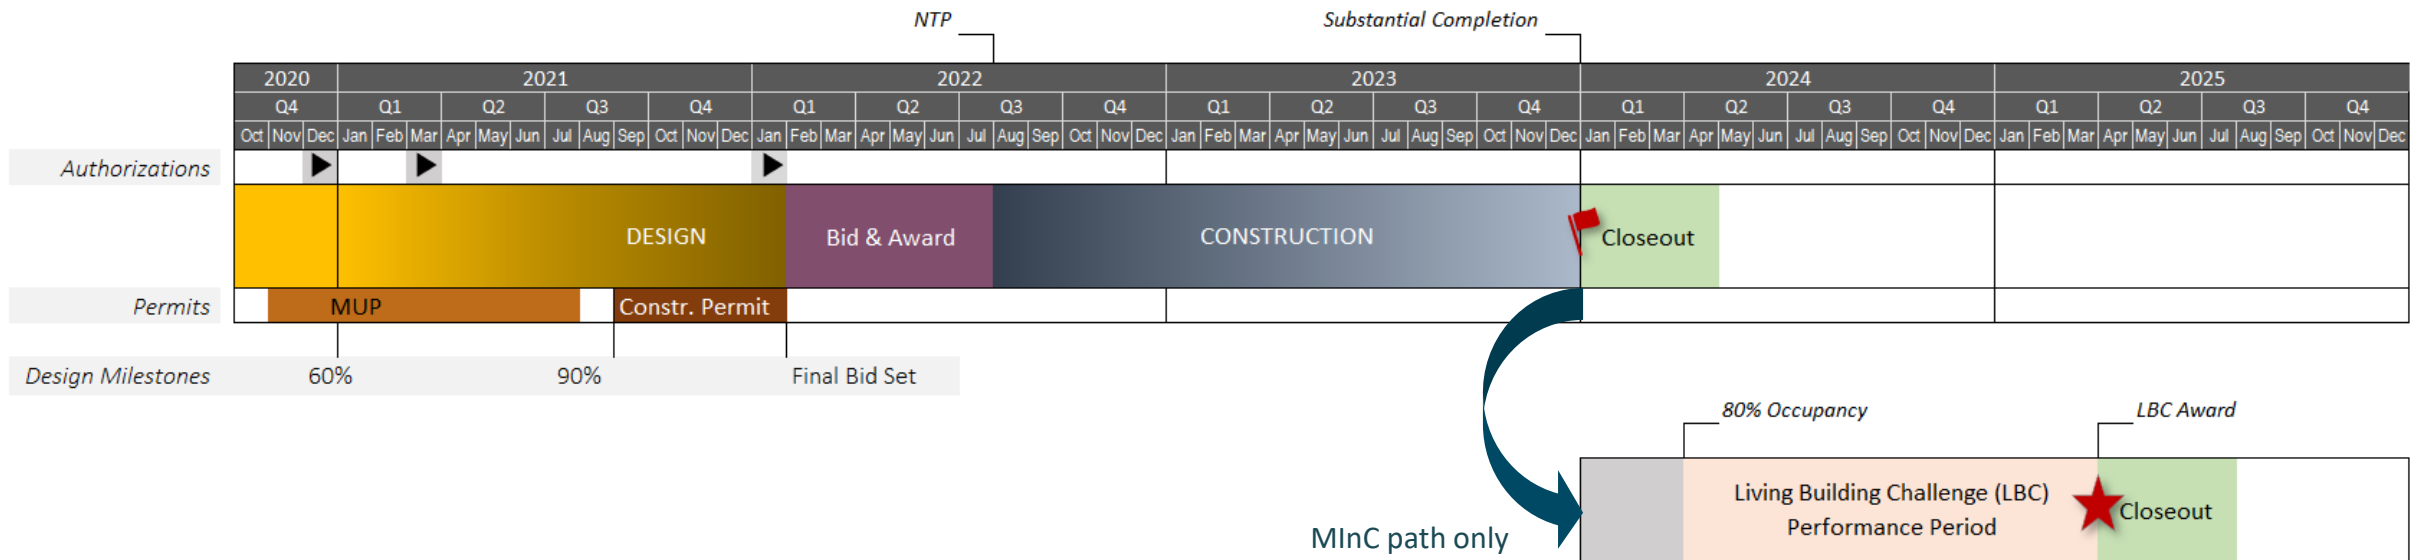 NTP Substantial Completion
2020 2021 2022 2023 2024 2025
Q4 Q1 Q2 Q3 Q4 Q1 Q2 Q3 Q4 Q1 Q2 Q3 Q4 Q1 Q2 Q3 Q4 Q1 Q2 Q3 Q4
Oct Nov Dec Jan Feb Mar Apr May Jun Jul Aug Sep Oct Nov Dec Jan Feb Mar Apr May Jun Jul Aug Sep Oct Nov Dec Jan Feb Mar Apr May Jun Jul Aug Sep Oct Nov Dec Jan Feb Mar Apr May Jun Jul Aug Sep Oct Nov Dec Jan Feb Mar Apr May Jun Jul Aug Sep Oct Nov Dec
Authorizations
DESIGN Bid & Award CONSTRUCTION Closeout
Permits MUP Constr. Permit
Design Milestones 60% 90% Final Bid Set
80% Occupancy LBC Award
Living Building Challenge (LBC)
Performance Period
Closeout
MInC path only